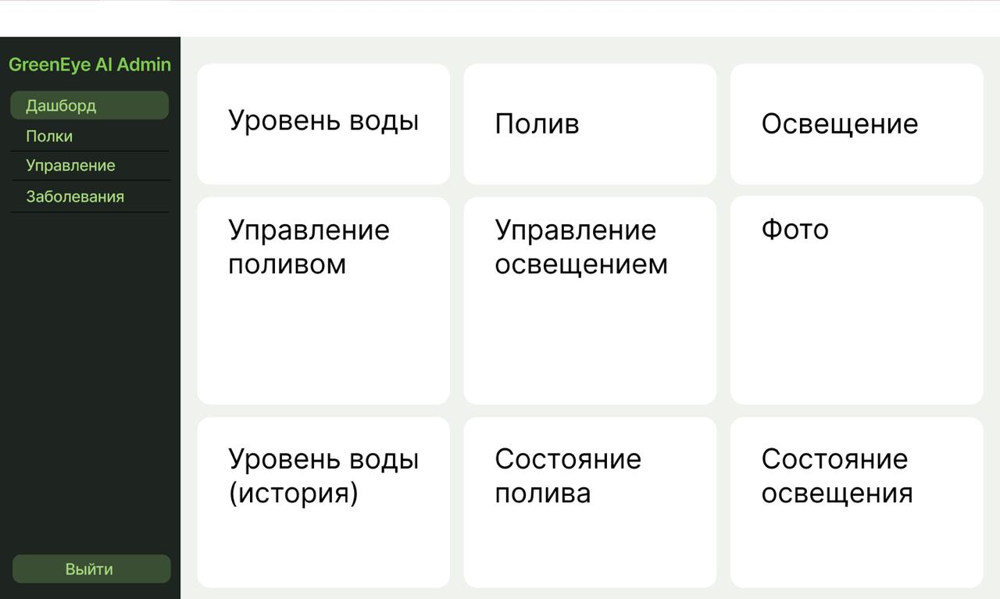 GreenEye AI Admin
Дашборд
Полки
Управление
Заболевания
Выйти
Уровень воды
Полив
Освещение
Управление
поливом
Управление
освещением
Фото
Уровень воды
(история)
Состояние
полива
Состояние
освещения